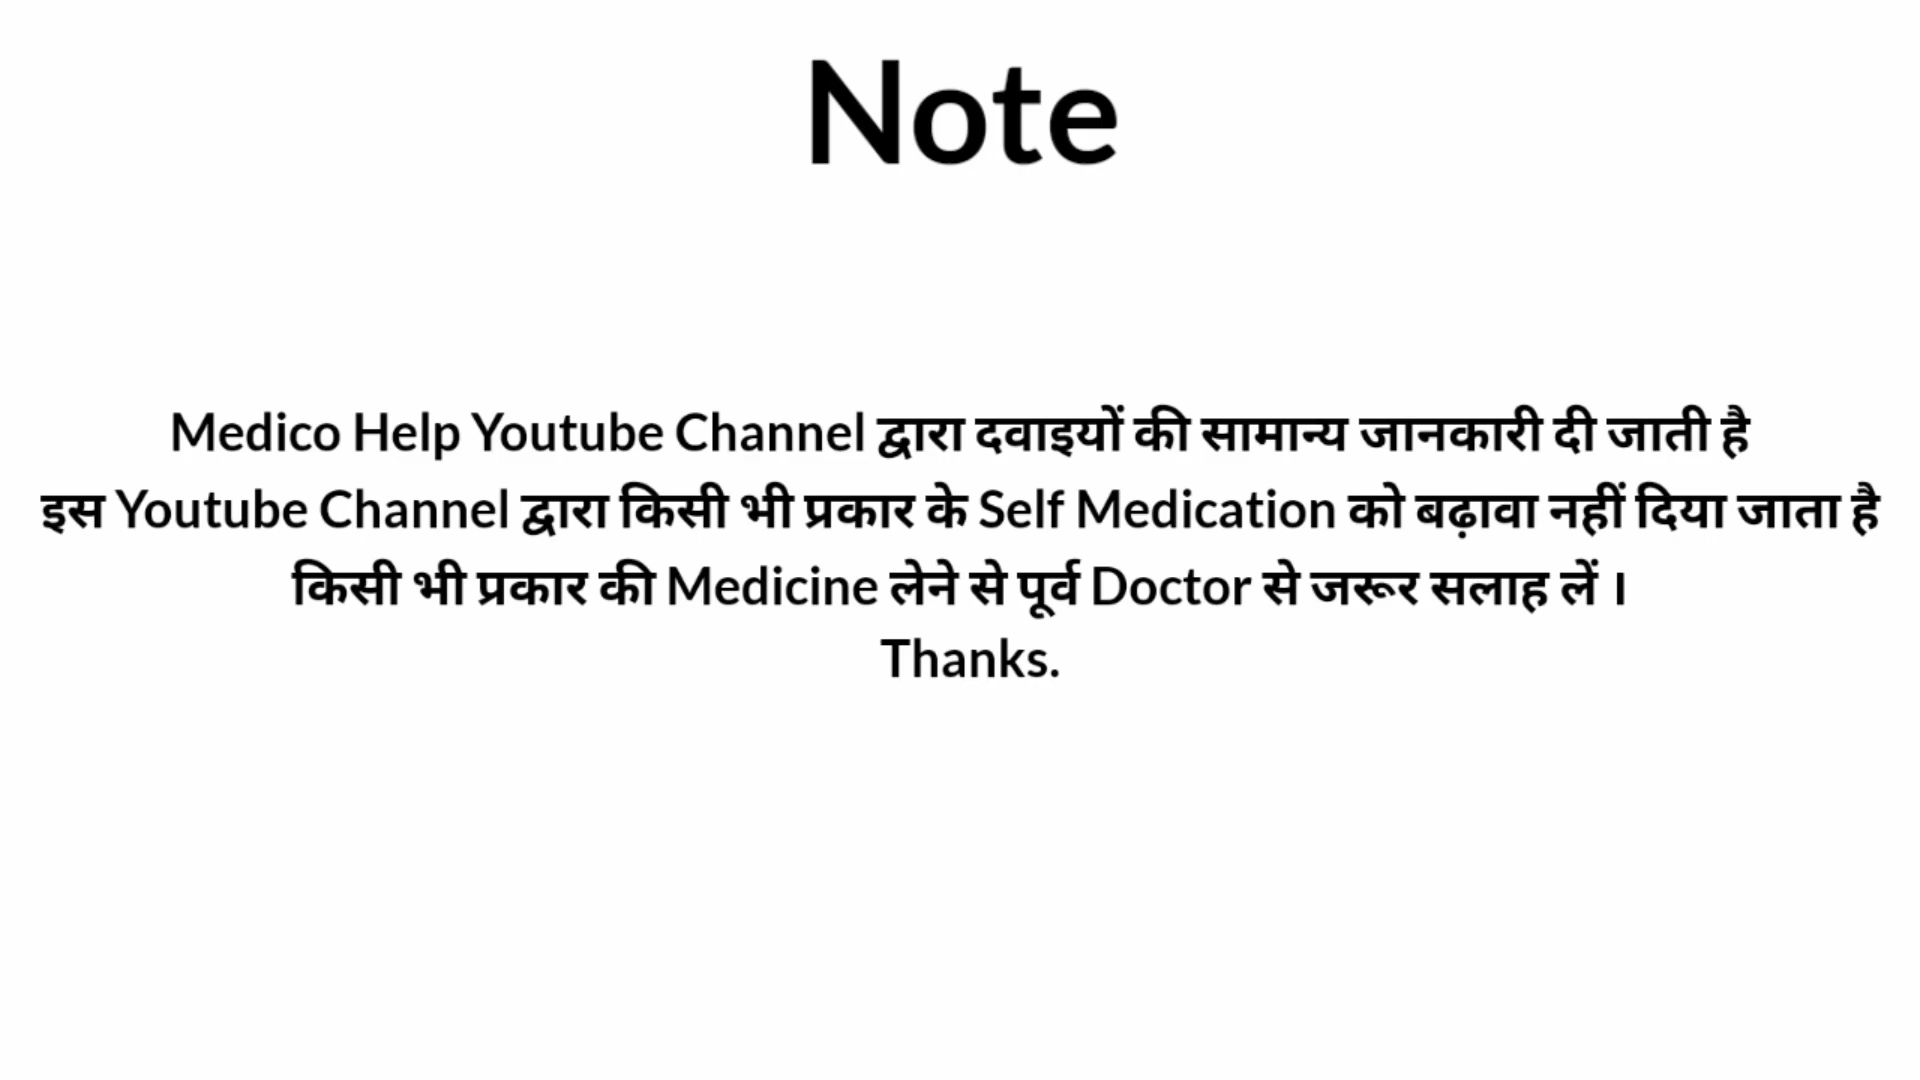 Note
Medico Help Youtube Channel द्वारा दवाइयों की सामान्य जानकारी दी जाती है
इस Youtube Channel द्वारा किसी भी प्रकार के Self Medication को बढ़ावा नहीं दिया जाता है
किसी भी प्रकार की Medicine लेने से पूर्व Doctor से जरूर सलाह लें ।
Thanks.